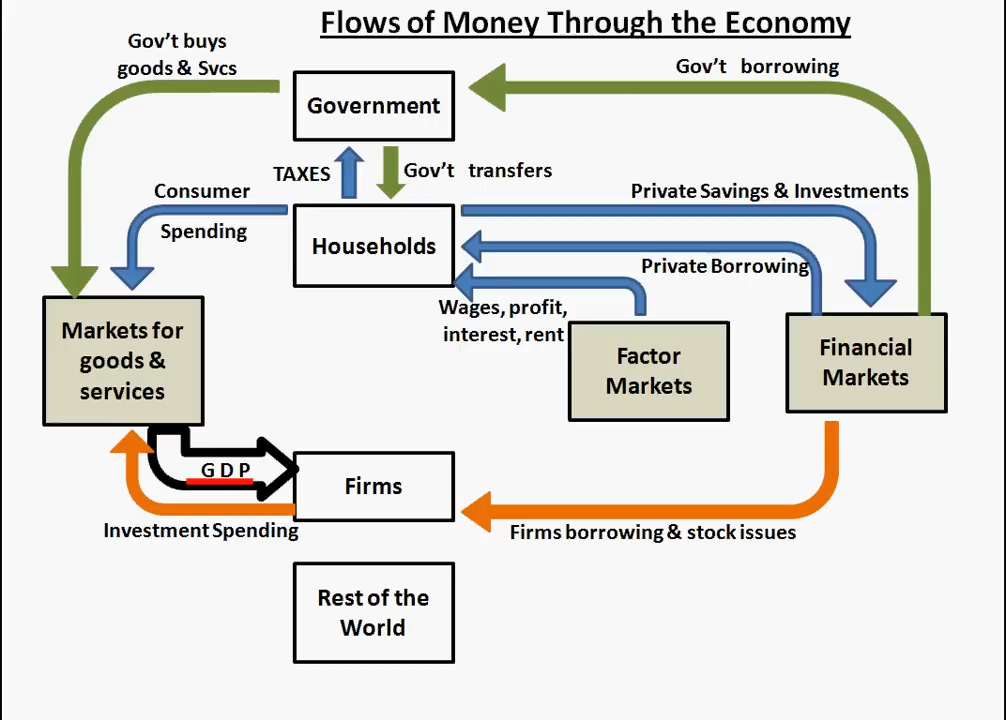 Flows of Money Through the Economy
Gov't buys
goods & Svcs
Gov't borrowing
Government
TAXES
Gov't transfers
Consumer
Spending
Private Savings & Investments
Households
Private Borrowing
Wages, profit,
interest, rent
Markets for
goods &
services
Factor
Markets
Financial
Markets
G D P
Firms
Investment Spending
Firms borrowing & stock issues
Rest of the
World